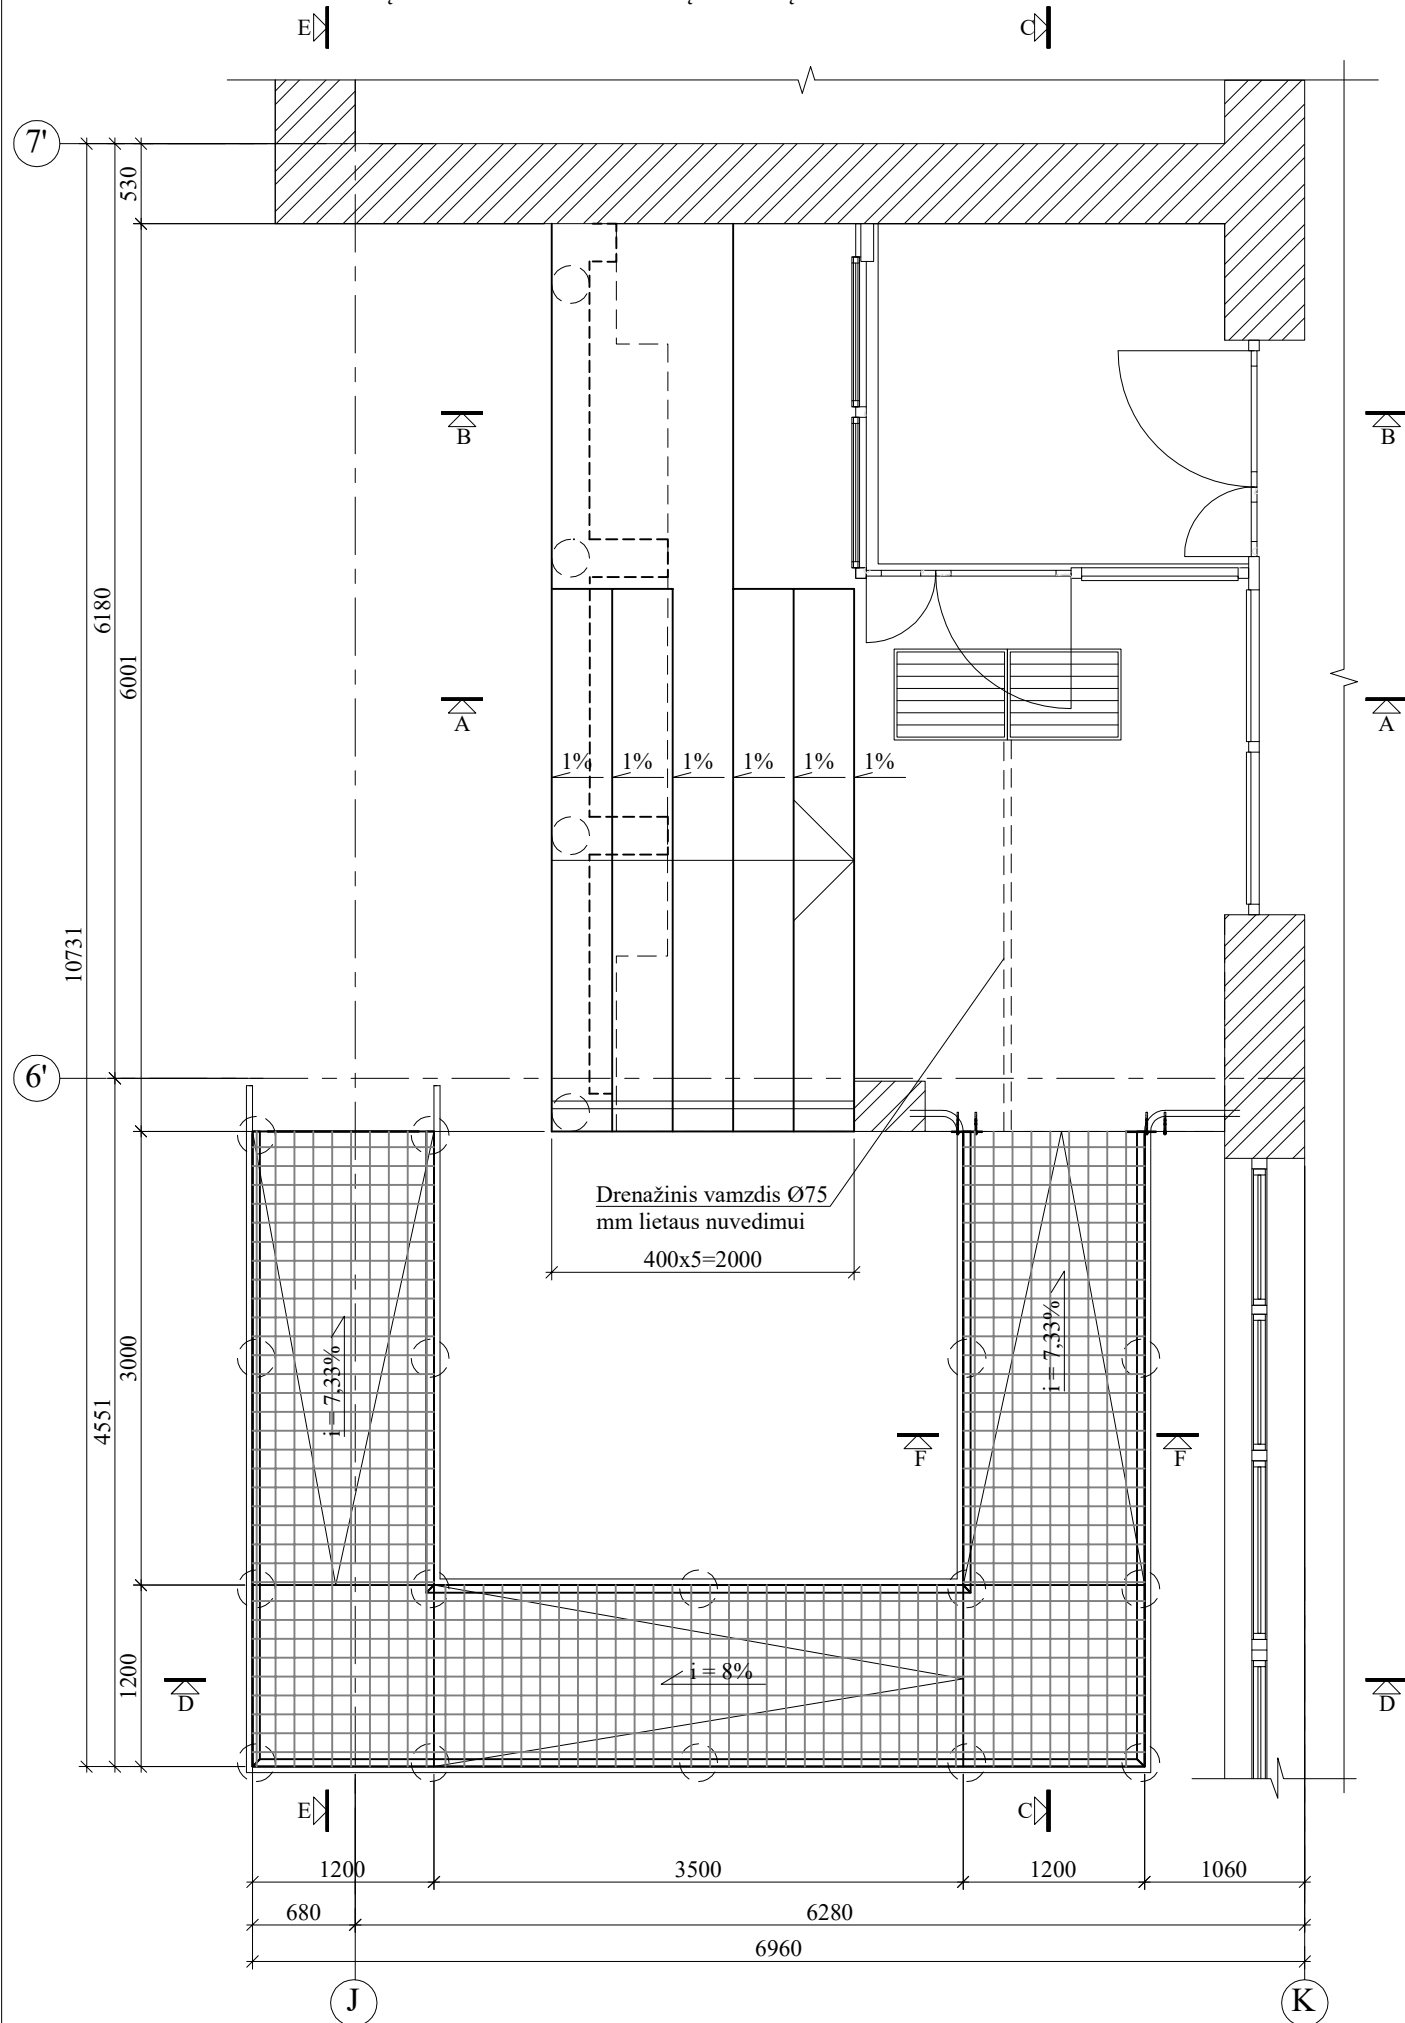 E
C
7'
530
B
B
6180
6001
A
A
1%
1%
1%
1%
1%
1%
10731
6'
Drenažinis vamzdis Ø75
mm lietaus nuvedimui
400x5=2000
i = 7,33%
i = 7,33%
3000
4551
F
F
1200
i = 8%
D
D
E
C
1200
3500
1200
1060
680
6280
6960
J
K